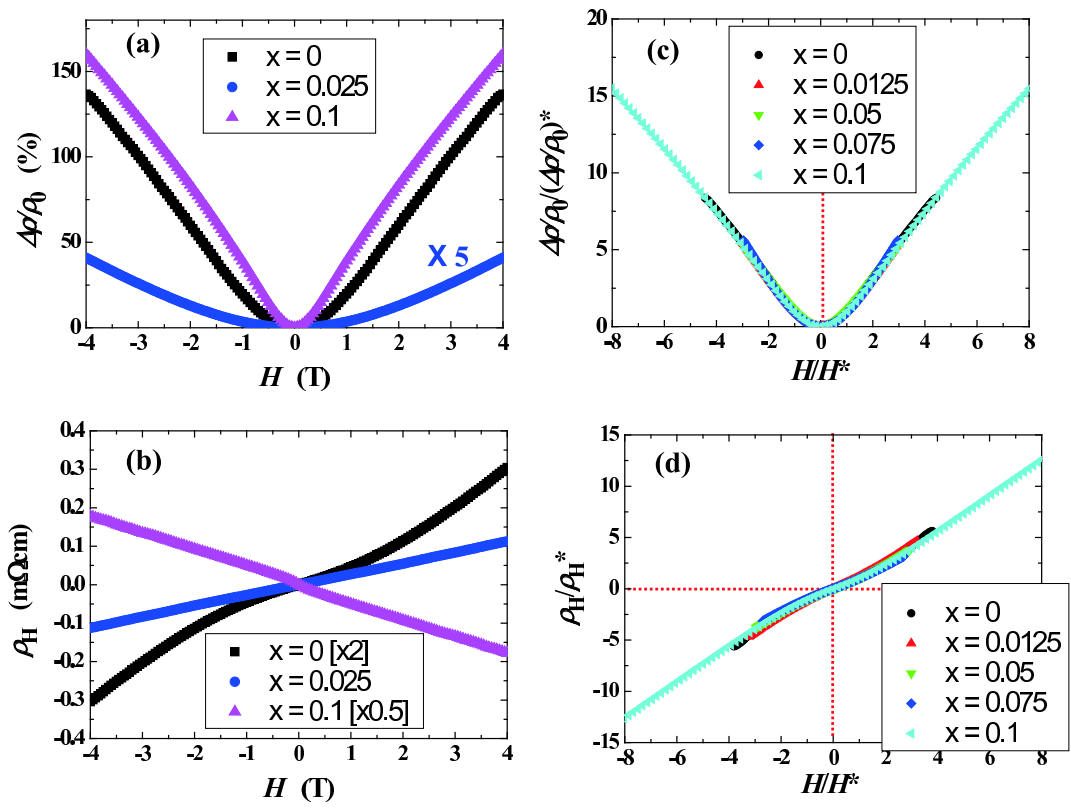 (a)
x = 0
x = 0.025
x = 0.1
X 5
150
100
50
0
-4 -3 -2 -1 0 1 2 3 4
Δρ/ρ0 (%)
H (T)
(c)
x = 0
x = 0.0125
x = 0.05
x = 0.075
x = 0.1
20
15
10
5
0
-8 -6 -4 -2 0 2 4 6 8
Δρ/ρ0/(Δρ/ρ0)*
H/H*
(b)
0.4
0.3
0.2
0.1
0.0
-0.1
-0.2
-0.3
-0.4
x = 0 [x2]
x = 0.025
x = 0.1 [x0.5]
-4 -3 -2 -1 0 1 2 3 4
ρH (mΩcm)
H (T)
(d)
15
10
5
0
-5
-10
-15
x = 0
x = 0.0125
x = 0.05
x = 0.075
x = 0.1
-8 -6 -4 -2 0 2 4 6 8
ρH/ρH*
H/H*